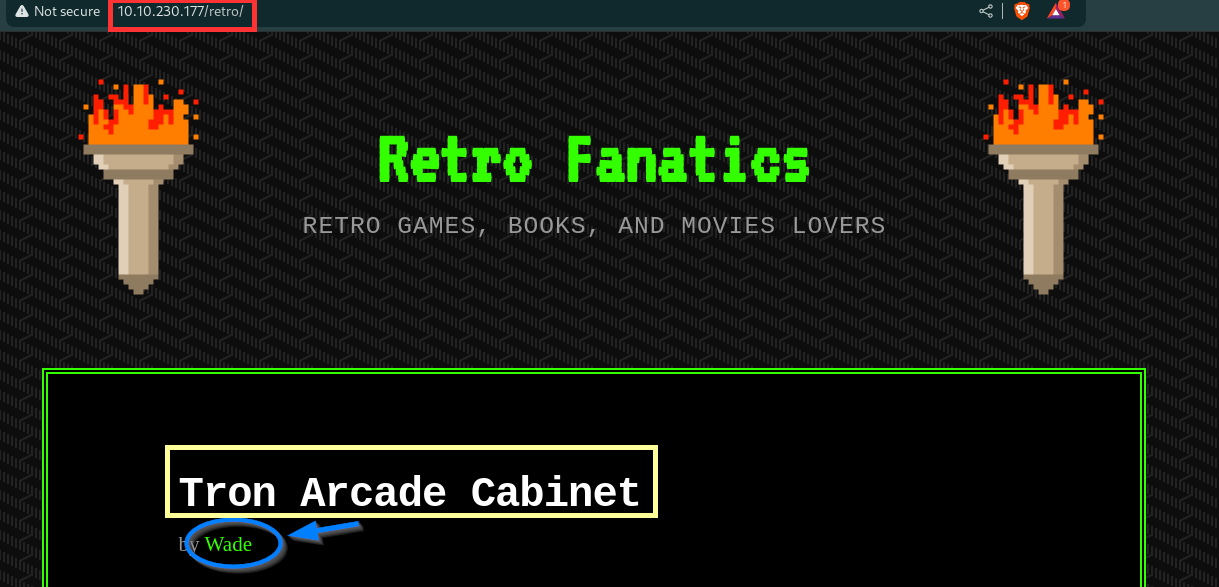 Not secure 10.10.230.177/retro/ 1
Retro Fanatics
RETRO GAMES, BOOKS, AND MOVIES LOVERS
Tron Arcade Cabinet
by Wade